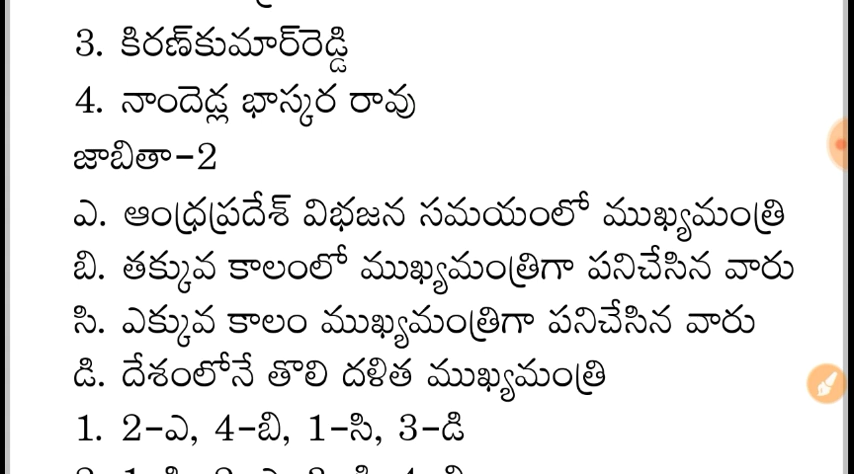 3. కిరణ్‌కుమార్‌రెడ్డి
4. నాందెడ్ల భాస్కర రావు
జాబితా-2
ఎ. ఆంధ్రప్రదేశ్ విభజన సమయంలో ముఖ్యమంత్రి
బి. తక్కువ కాలంలో ముఖ్యమంత్రిగా పనిచేసిన వారు
సి. ఎక్కువ కాలం ముఖ్యమంత్రిగా పనిచేసిన వారు
డి. దేశంలోనే తొలి దళిత ముఖ్యమంత్రి
1. 2-ఎ, 4-బి, 1-సి, 3-డి